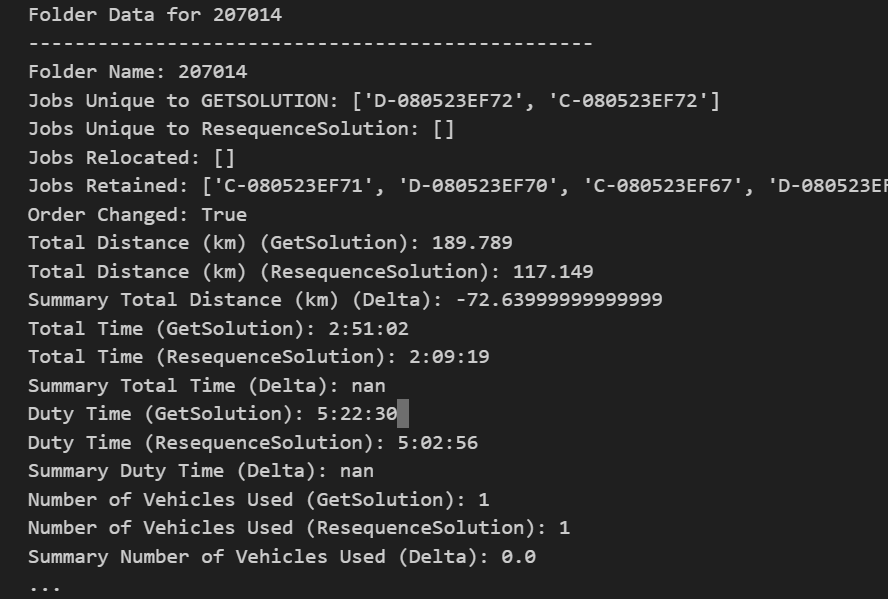 Folder Data for 207014
-------------------------------------------------
Folder Name: 207014
Jobs Unique to GETSOLUTION: ['D-080523EF72', 'C-080523EF72']
Jobs Unique to ResequenceSolution: []
Jobs Relocated: []
Jobs Retained: ['C-080523EF71', 'D-080523EF70', 'C-080523EF67', 'D-080523EF
Order Changed: True
Total Distance (km) (GetSolution): 189.789
Total Distance (km) (ResequenceSolution): 117.149
Summary Total Distance (km) (Delta): -72.63999999999999
Total Time (GetSolution): 2:51:02
Total Time (ResequenceSolution): 2:09:19
Summary Total Time (Delta): nan
Duty Time (GetSolution): 5:22:30
Duty Time (ResequenceSolution): 5:02:56
Summary Duty Time (Delta): nan
Number of Vehicles Used (GetSolution): 1
Number of Vehicles Used (ResequenceSolution): 1
Summary Number of Vehicles Used (Delta): 0.0
...